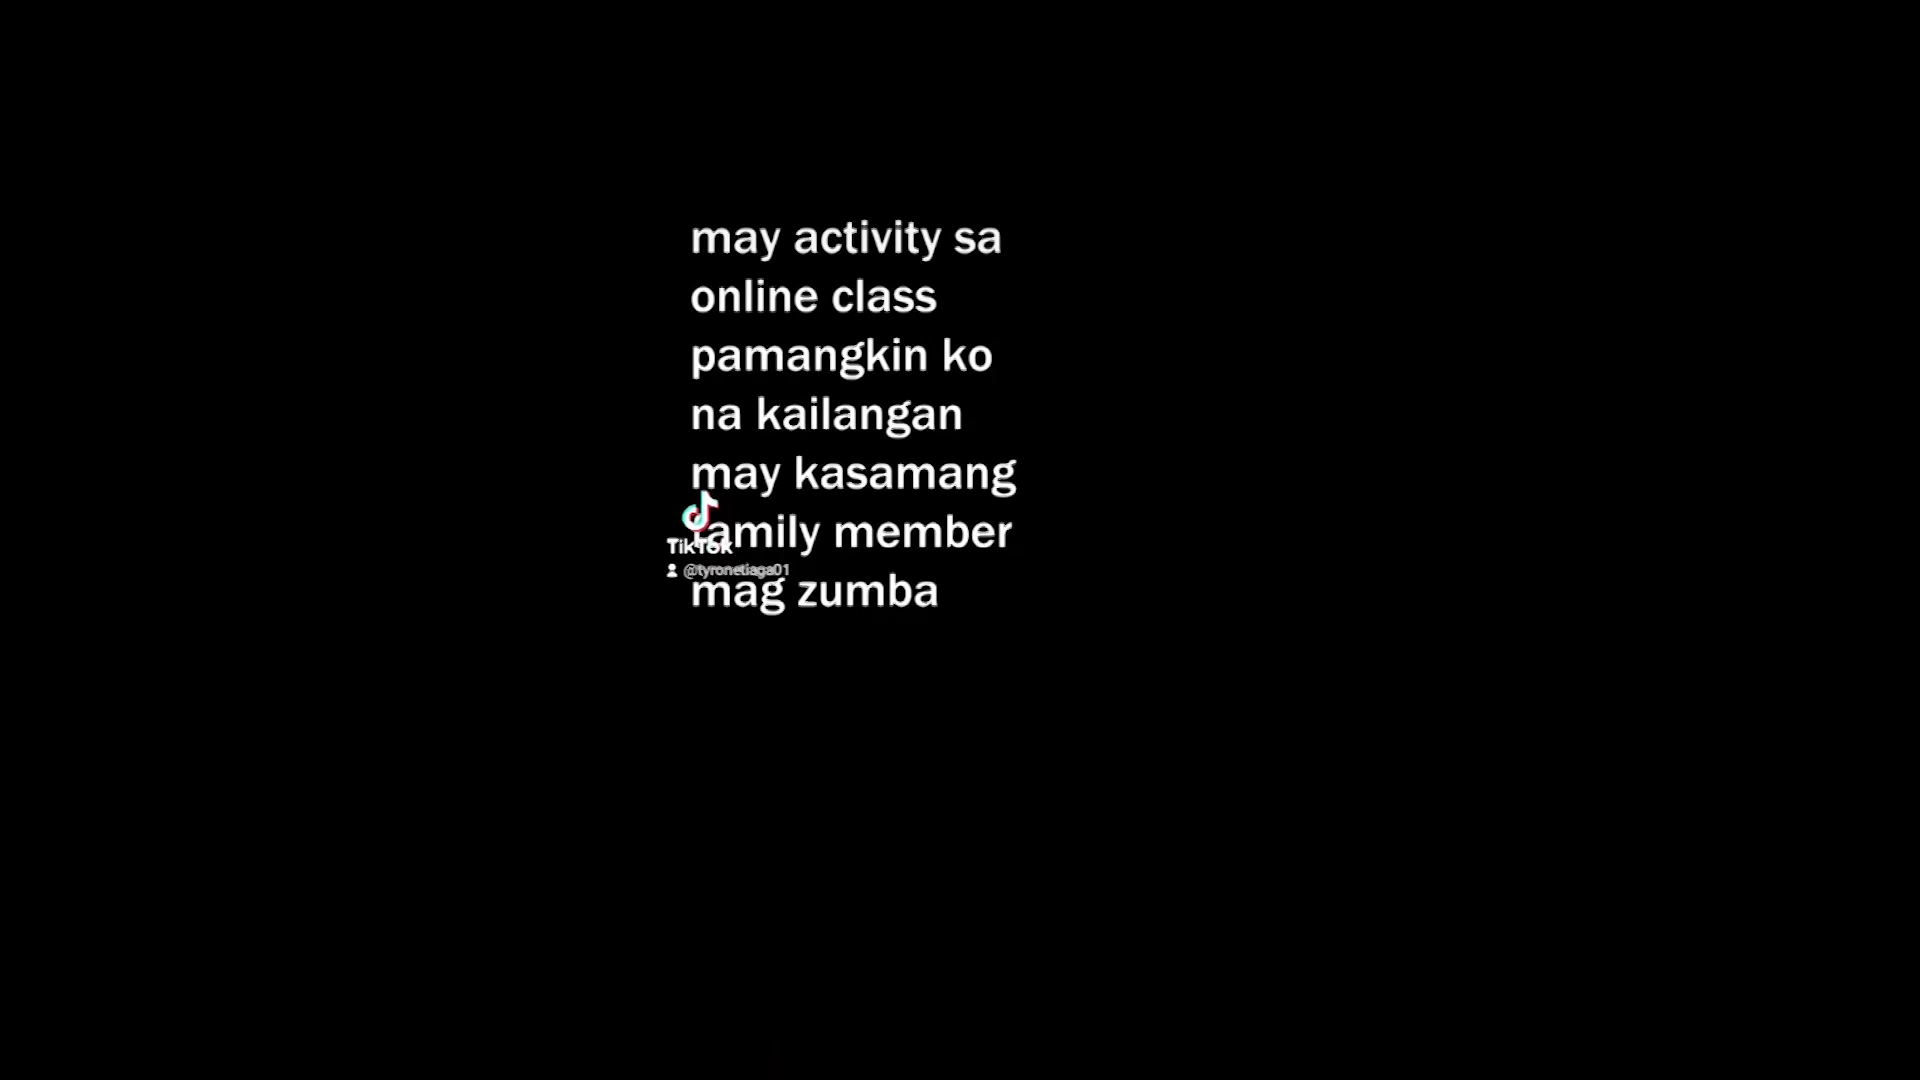 may activity sa
online class
pamangkin ko
na kailangan
may kasamang
family member
TikTok
@tyronetiaga01
mag zumba